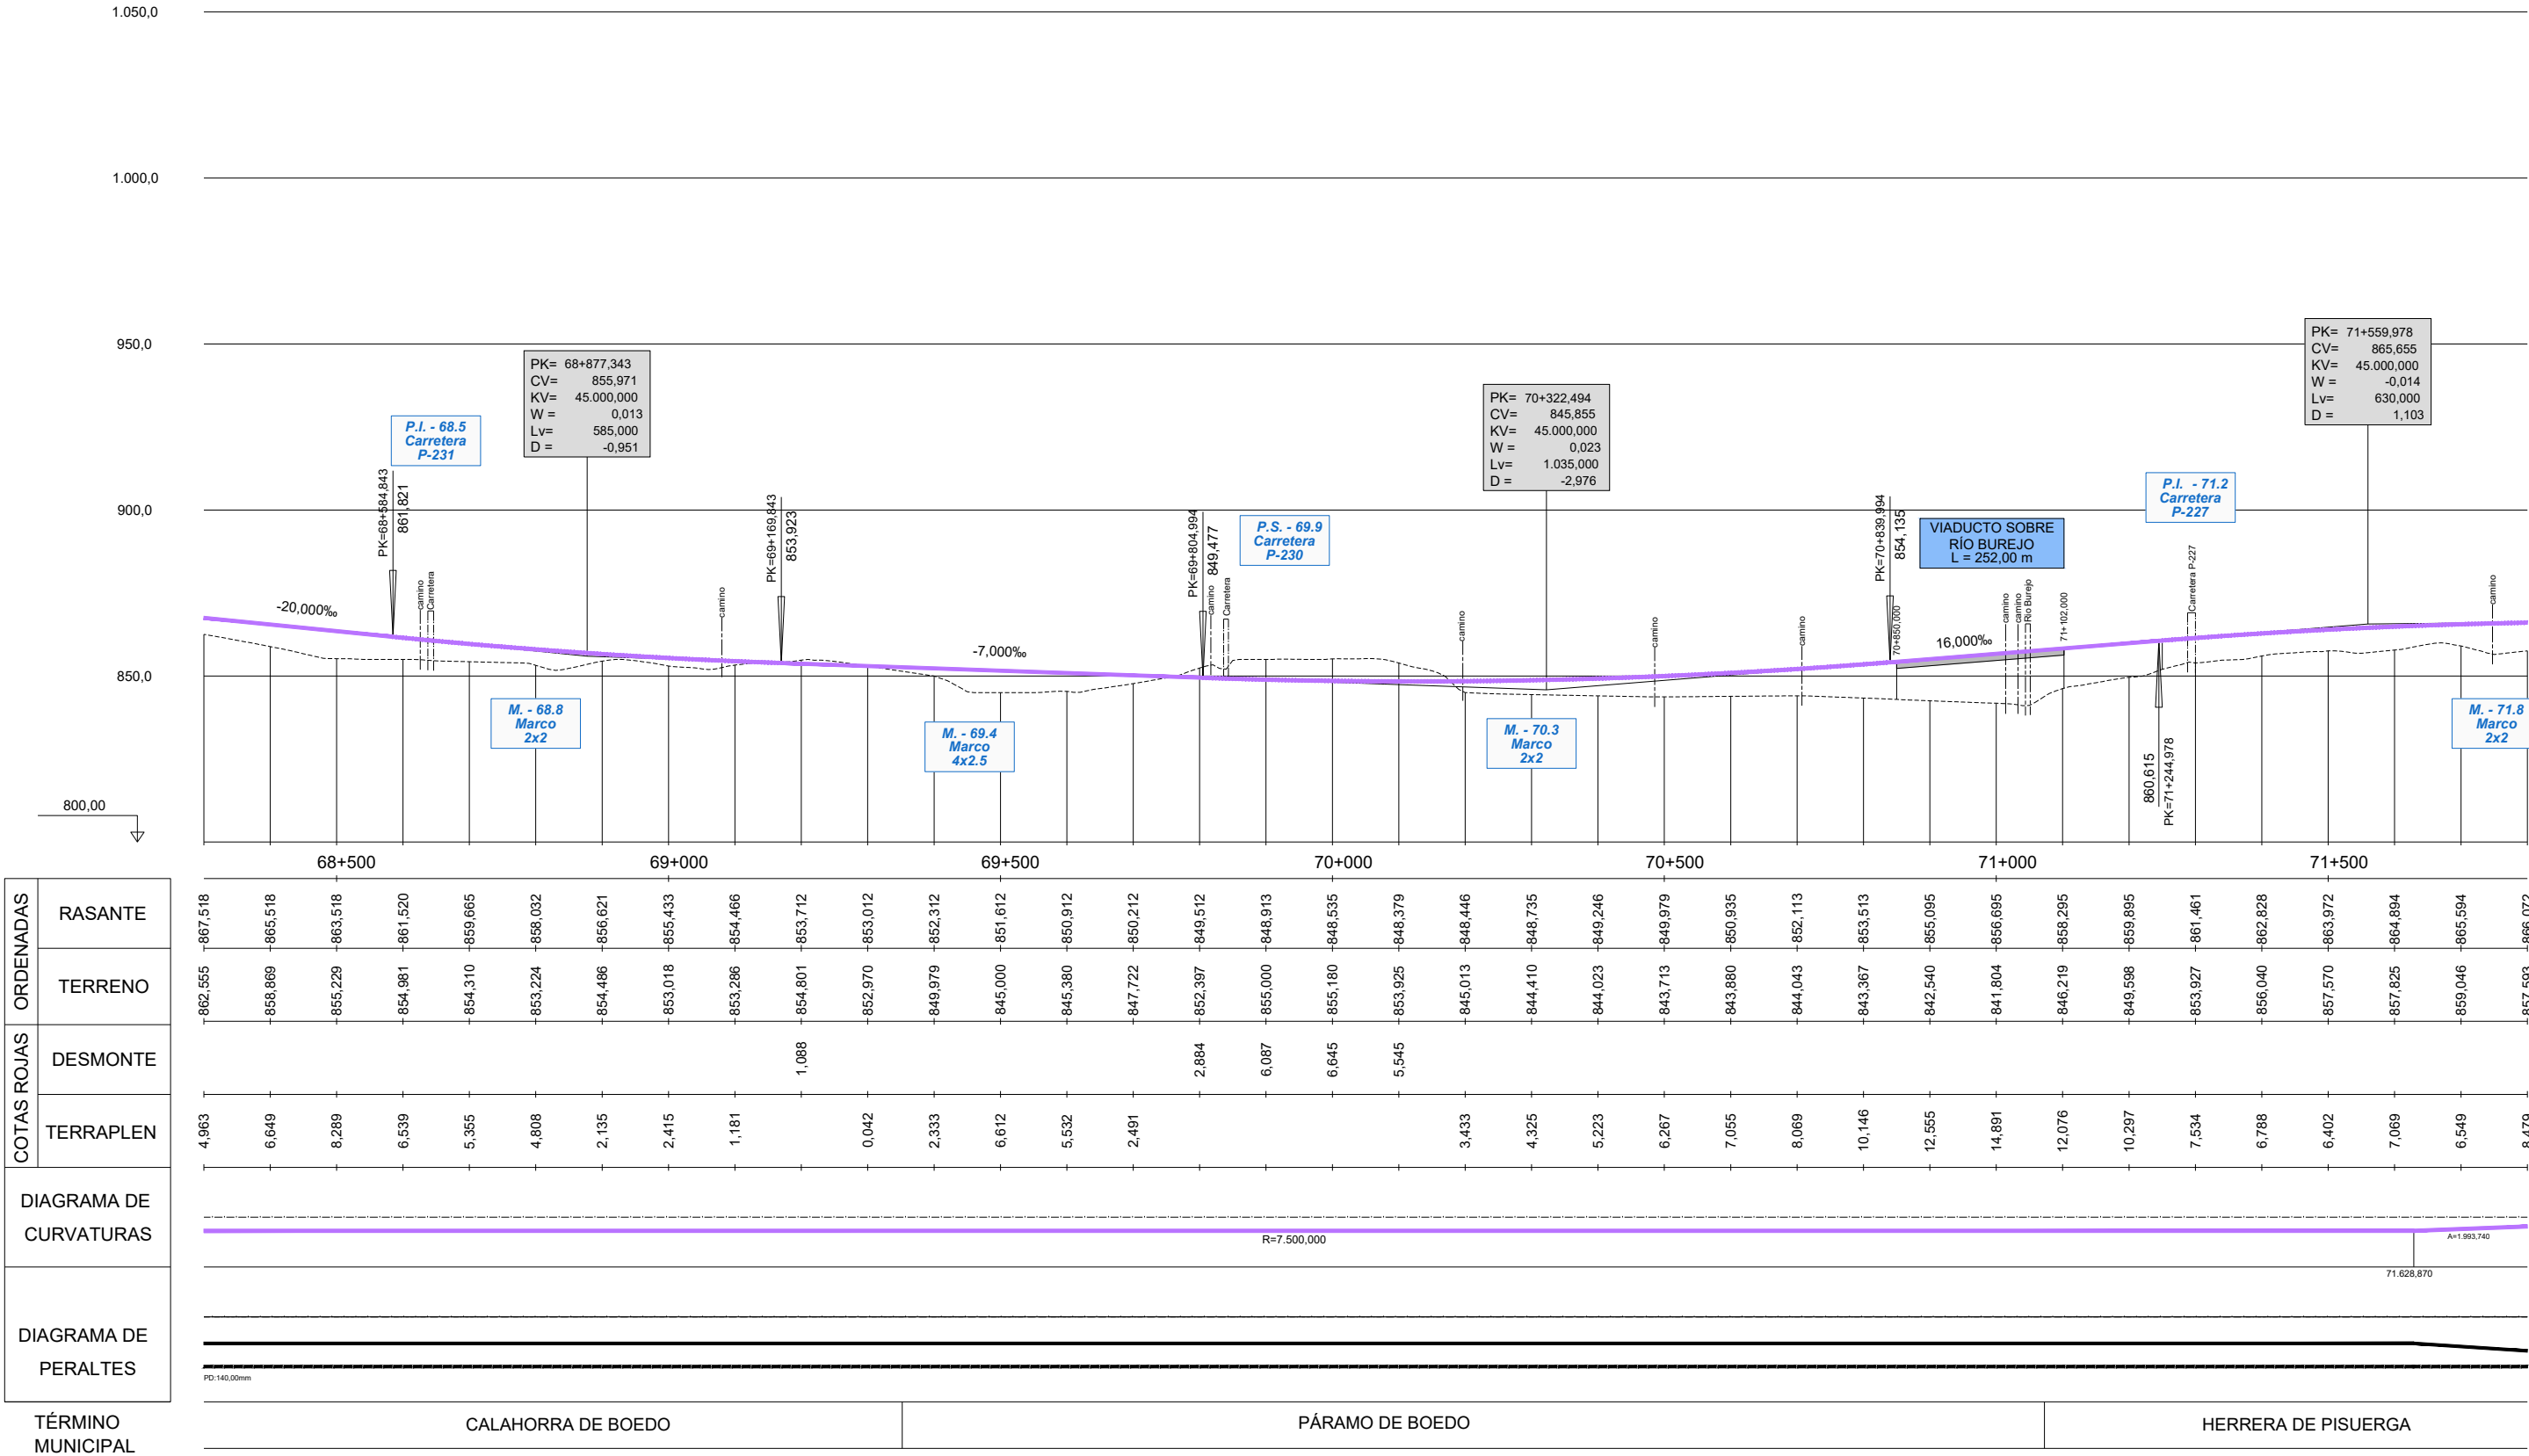 1.050,0
1.000,0
950,0
900,0
850,0
800,00
PK= 68+877,343
CV= 855,971
KV= 45.000,000
W = 0,013
Lv= 585,000
D = -0,951
PK= 70+322,494
CV= 845,855
KV= 45.000,000
W = 0,023
Lv= 1.035,000
D = -2,976
PK= 71+559,978
CV= 865,655
KV= 45.000,000
W = -0,014
Lv= 630,000
D = 1,103
P.I. - 68.5
Carretera
P-231
PK=68+584,843
861,821
camino
Carretera
-20,000‰
camino
PK=69+169,843
853,923
-7,000‰
PK=69+804,994
849,477
camino
Carretera
P.S. - 69.9
Carretera
P-230
camino
camino
camino
PK=70+839,994
854,135
70+850,000
VIADUCTO SOBRE
RÍO BUREJO
L = 252,00 m
16,000‰
camino
camino
Río Burejo
71+102,000
P.I. - 71.2
Carretera
P-227
Carretera P-227
camino
860,615
PK=71+244,978
M. - 68.8
Marco
2x2
M. - 69.4
Marco
4x2.5
M. - 70.3
Marco
2x2
M. - 71.8
Marco
2x2
68+500 69+000 69+500 70+000 70+500 71+000 71+500
ORDENADAS
RASANTE
867,518 865,518 863,518 861,520 859,665 858,032 856,621 855,433 854,466 853,712 853,012 852,312 851,612 850,912 850,212 849,512 848,913 848,535 848,379 848,446 848,735 849,246 849,979 850,935 852,113 853,513 855,095 856,695 858,295 859,895 861,461 862,828 863,972 864,894 865,594 866,072
TERRENO
862,555 858,869 855,229 854,981 854,310 853,224 854,486 853,018 853,286 854,801 852,970 849,979 845,000 845,380 847,722 852,397 855,000 855,180 853,925 845,013 844,410 844,023 843,713 843,880 844,043 843,367 842,540 841,804 846,219 849,598 853,927 856,040 857,570 857,825 859,046 857,593
COTAS ROJAS
DESMONTE
1,088 2,884 6,087 6,645 5,545
TERRAPLEN
4,963 6,649 8,289 6,539 5,355 4,808 2,135 2,415 1,181 0,042 2,333 6,612 5,532 2,491 3,433 4,325 5,223 6,267 7,055 8,069 10,146 12,555 14,891 12,076 10,297 7,534 6,788 6,402 7,069 6,549 8,479
DIAGRAMA DE
CURVATURAS
R=7.500,000
A=1.993,740
71.628,870
DIAGRAMA DE
PERALTES
PD:140,00mm
TÉRMINO
MUNICIPAL
CALAHORRA DE BOEDO
PÁRAMO DE BOEDO
HERRERA DE PISUERGA